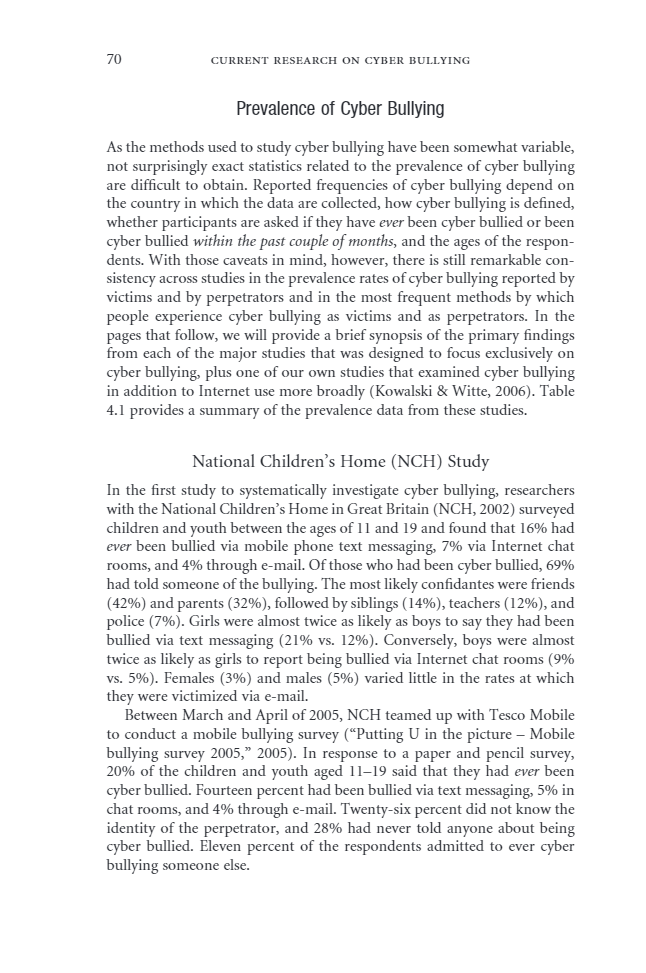 70 CURRENT RESEARCH ON CYBER BULLYING
Prevalence of Cyber Bullying
As the methods used to study cyber bullying have been somewhat variable,
not surprisingly exact statistics related to the prevalence of cyber bullying
are difficult to obtain. Reported frequencies of cyber bullying depend on
the country in which the data are collected, how cyber bullying is defined,
whether participants are asked if they have ever been cyber bullied or been
cyber bullied within the past couple of months, and the ages of the respon-
dents. With those caveats in mind, however, there is still remarkable con-
sistency across studies in the prevalence rates of cyber bullying reported by
victims and by perpetrators and in the most frequent methods by which
people experience cyber bullying as victims and as perpetrators. In the
pages that follow, we will provide a brief synopsis of the primary findings
from each of the major studies that was designed to focus exclusively on
cyber bullying, plus one of our own studies that examined cyber bullying
in addition to Internet use more broadly (Kowalski & Witte, 2006). Table
4.1 provides a summary of the prevalence data from these studies.
National Children's Home (NCH) Study
In the first study to systematically investigate cyber bullying, researchers
with the National Children's Home in Great Britain (NCH, 2002) surveyed
children and youth between the ages of 11 and 19 and found that 16% had
ever been bullied via mobile phone text messaging, 7% via Internet chat
rooms, and 4% through e-mail. Of those who had been cyber bullied, 69%
had told someone of the bullying. The most likely confidantes were friends
(42%) and parents (32%), followed by siblings (14%), teachers (12%), and
police (7%). Girls were almost twice as likely as boys to say they had been
bullied via text messaging (21% vs. 12%). Conversely, boys were almost
twice as likely as girls to report being bullied via Internet chat rooms (9%
vs. 5%). Females (3%) and males (5%) varied little in the rates at which
they were victimized via e-mail.
Between March and April of 2005, NCH teamed up with Tesco Mobile
to conduct a mobile bullying survey ("Putting U in the picture – Mobile
bullying survey 2005," 2005). In response to a paper and pencil survey,
20% of the children and youth aged 11–19 said that they had ever been
cyber bullied. Fourteen percent had been bullied via text messaging, 5% in
chat rooms, and 4% through e-mail. Twenty-six percent did not know the
identity of the perpetrator, and 28% had never told anyone about being
cyber bullied. Eleven percent of the respondents admitted to ever cyber
bullying someone else.